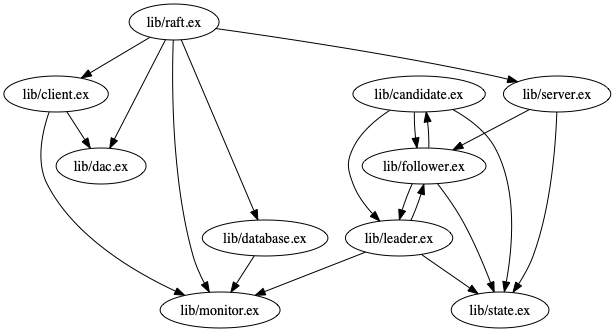 lib/raft.ex
lib/client.ex
lib/candidate.ex
lib/server.ex
lib/dac.ex
lib/follower.ex
lib/database.ex
lib/leader.ex
lib/monitor.ex
lib/state.ex